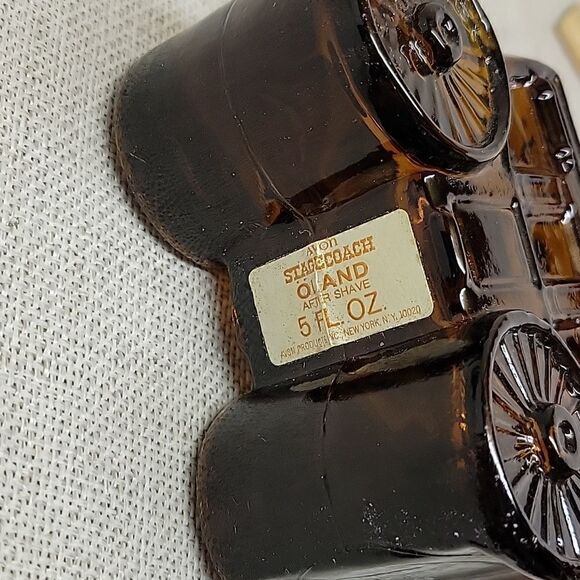 AVON
STAGECOACH
OLAND
AFTER SHAVE
5 FL. OZ.
AVON PRODUCTS, INC., NEW YORK, N.Y. 10020